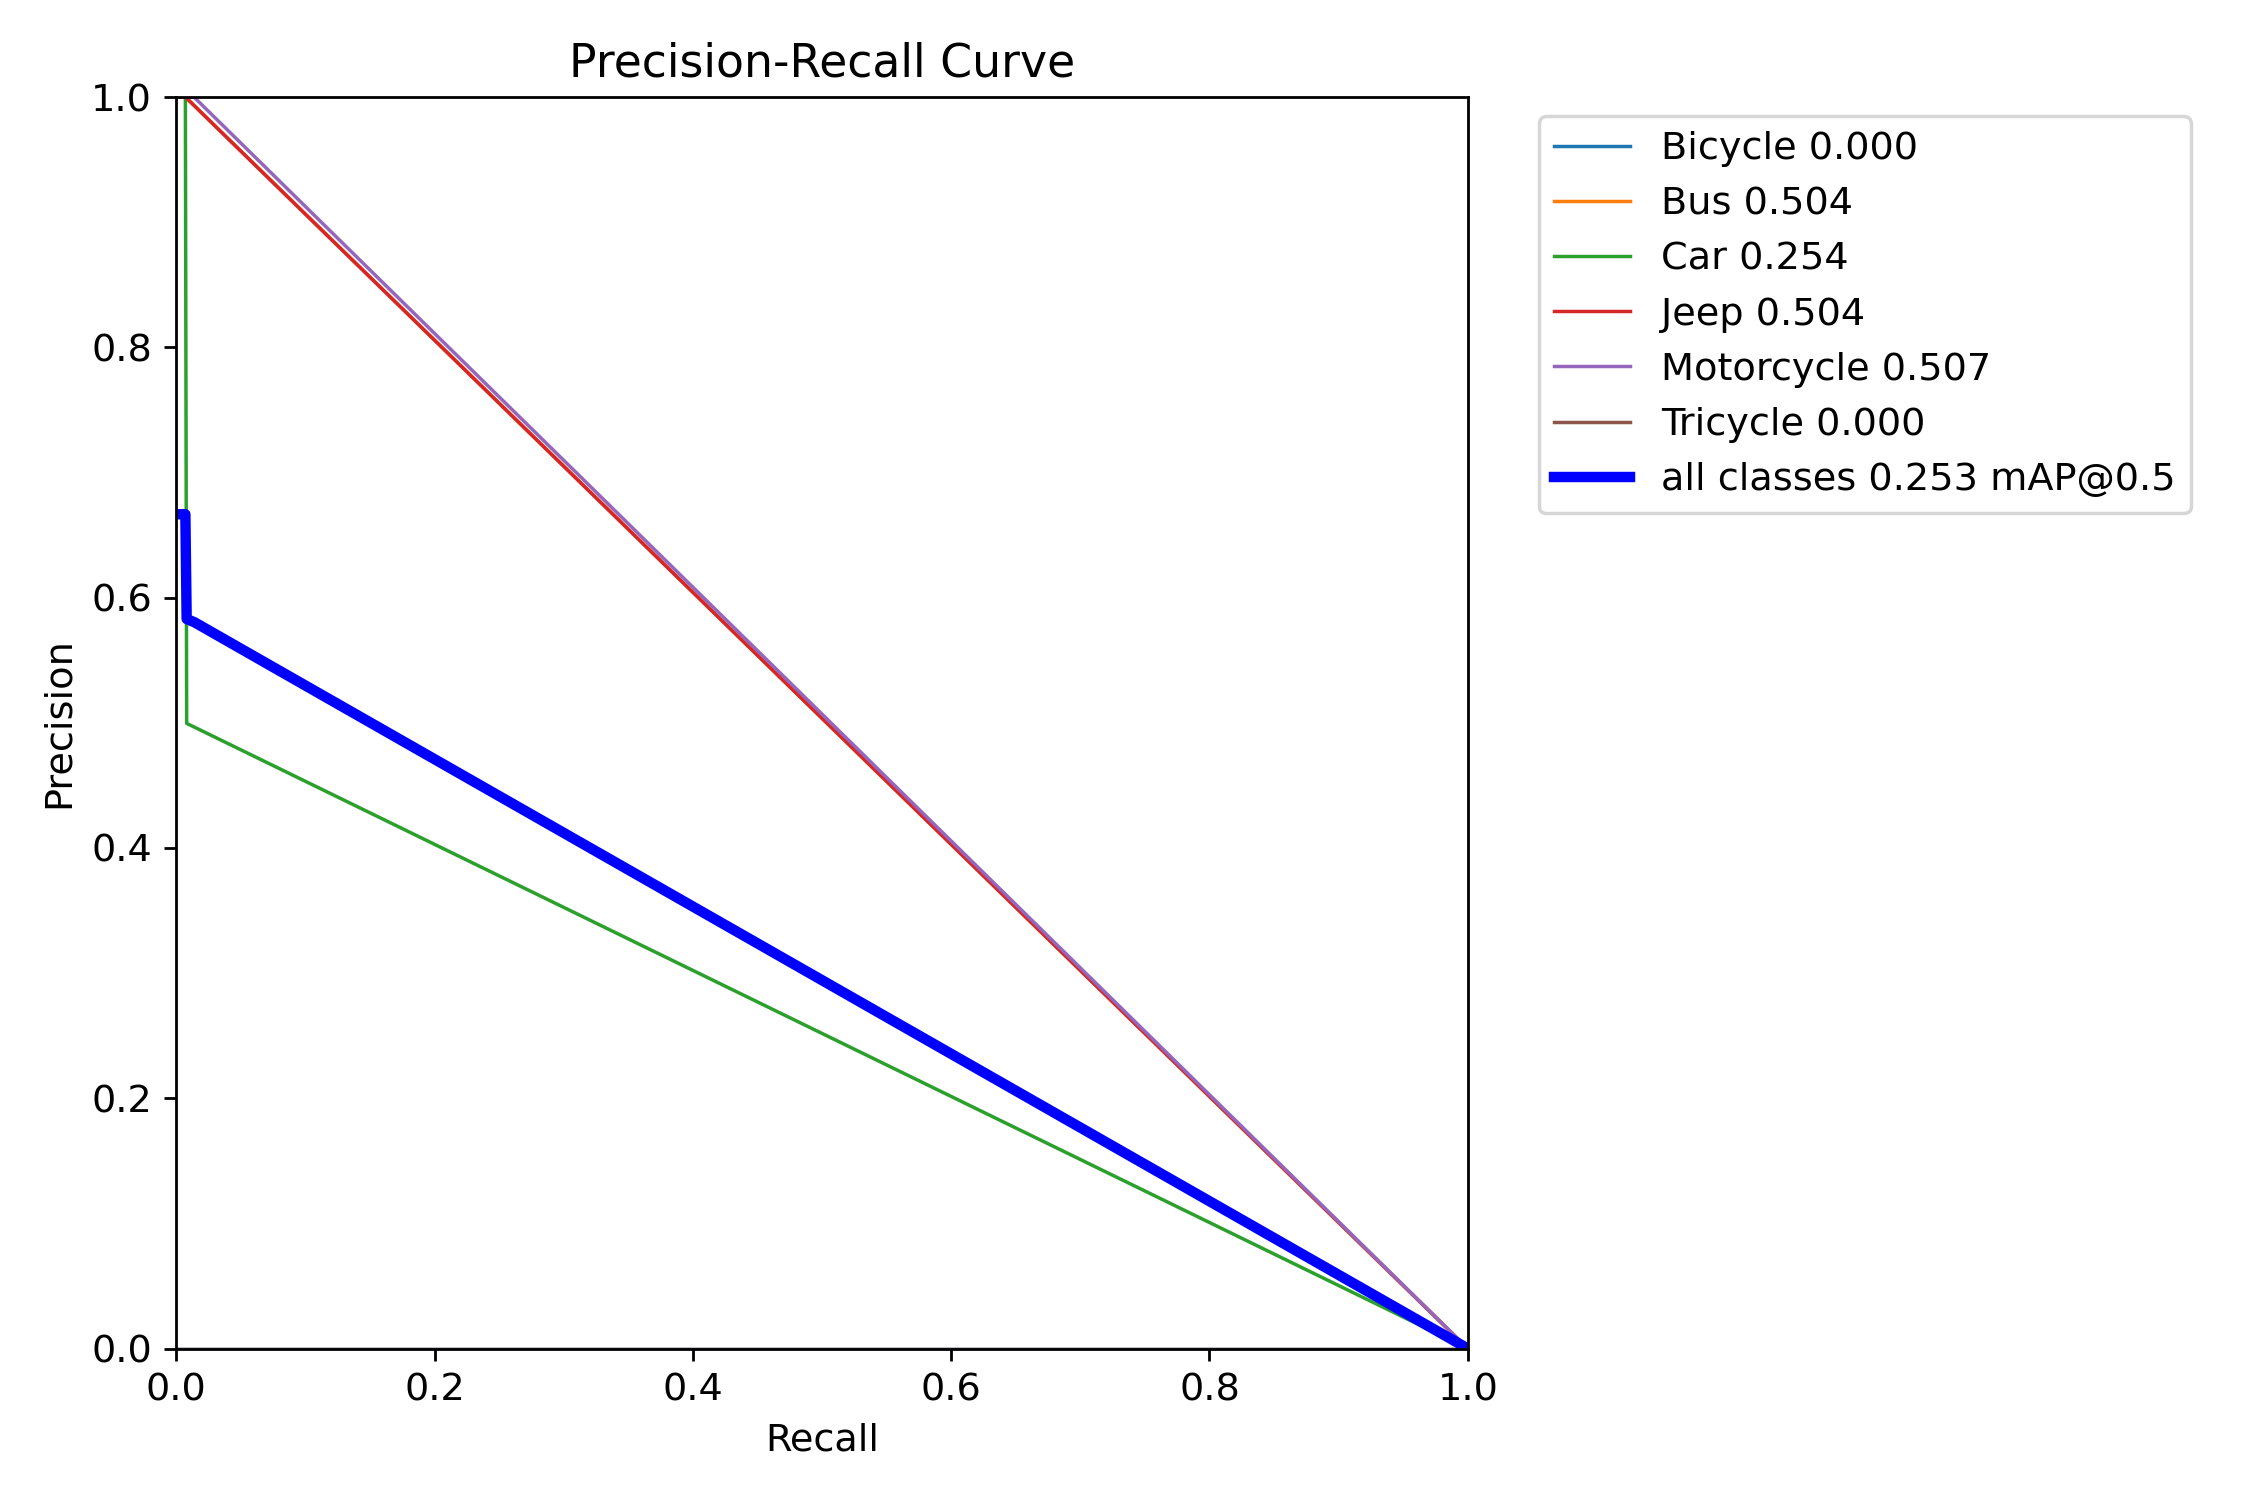 Precision-Recall Curve
1.0
0.8
0.6
0.4
0.2
0.0
Precision
0.0 0.2 0.4 0.6 0.8 1.0
Recall
Bicycle 0.000
Bus 0.504
Car 0.254
Jeep 0.504
Motorcycle 0.507
Tricycle 0.000
all classes 0.253 mAP@0.5